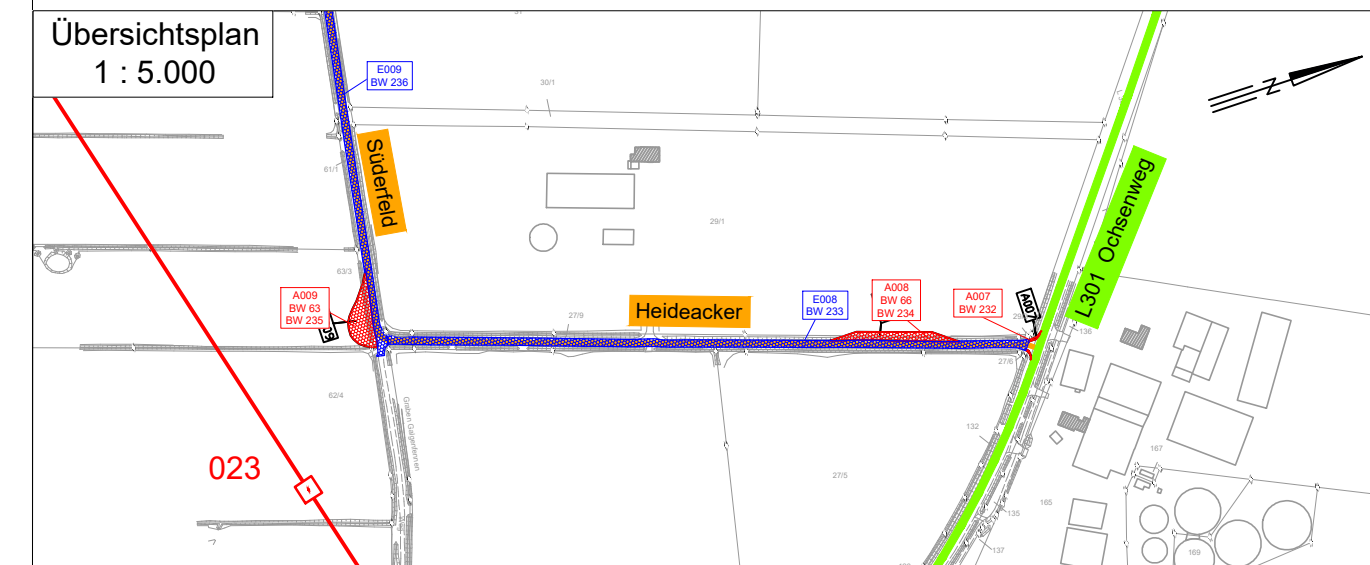 Übersichtsplan
1 : 5.000
E009
BW 236
30/1
N
Süderfeld
61/1
L301 Ochsenweg
29/1
63/3
A009
BW 63
BW 235
Heideacker
27/9
E008
BW 233
A008
BW 66
BW 234
A007
BW 232
A007
136
27/6
62/4
Graben Galgenfennen
132
023
27/5
167
165
135
137
169